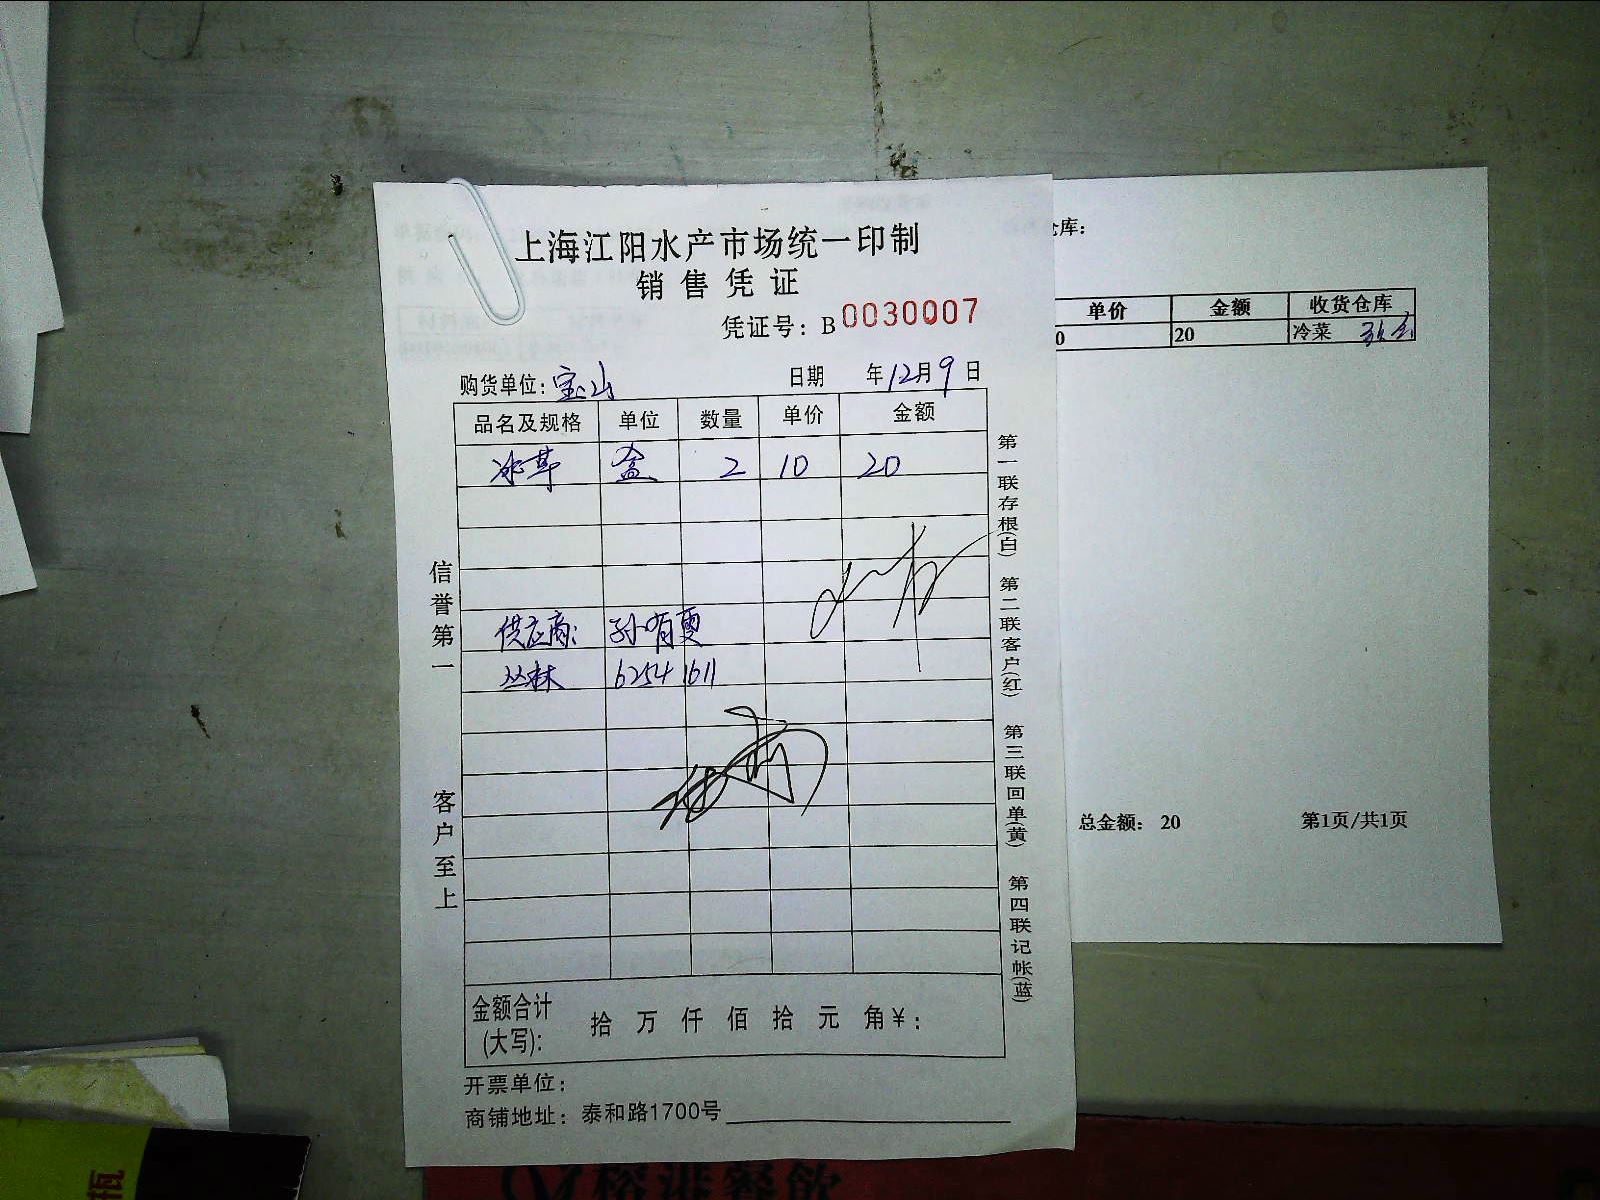 上海江阳水产市场统一印制
销售凭证
凭证号：B 0030007
购货单位：宝山 日期 年12月9日
品名及规格 单位 数量 单价 金额
冰草 盒 2 10 20
供应商： 孙有
丛林 62541611
信誉第一
客户至上
第一联存根(白) 第二联客户(红) 第三联回单(黄) 第四联记帐(蓝)
金额合计(大写)： 拾 万 仟 佰 拾 元 角 ¥：
开票单位：
商铺地址：泰和路1700号
仓库：
单价 金额 收货仓库
0 20 冷菜
总金额： 20 第1页/共1页